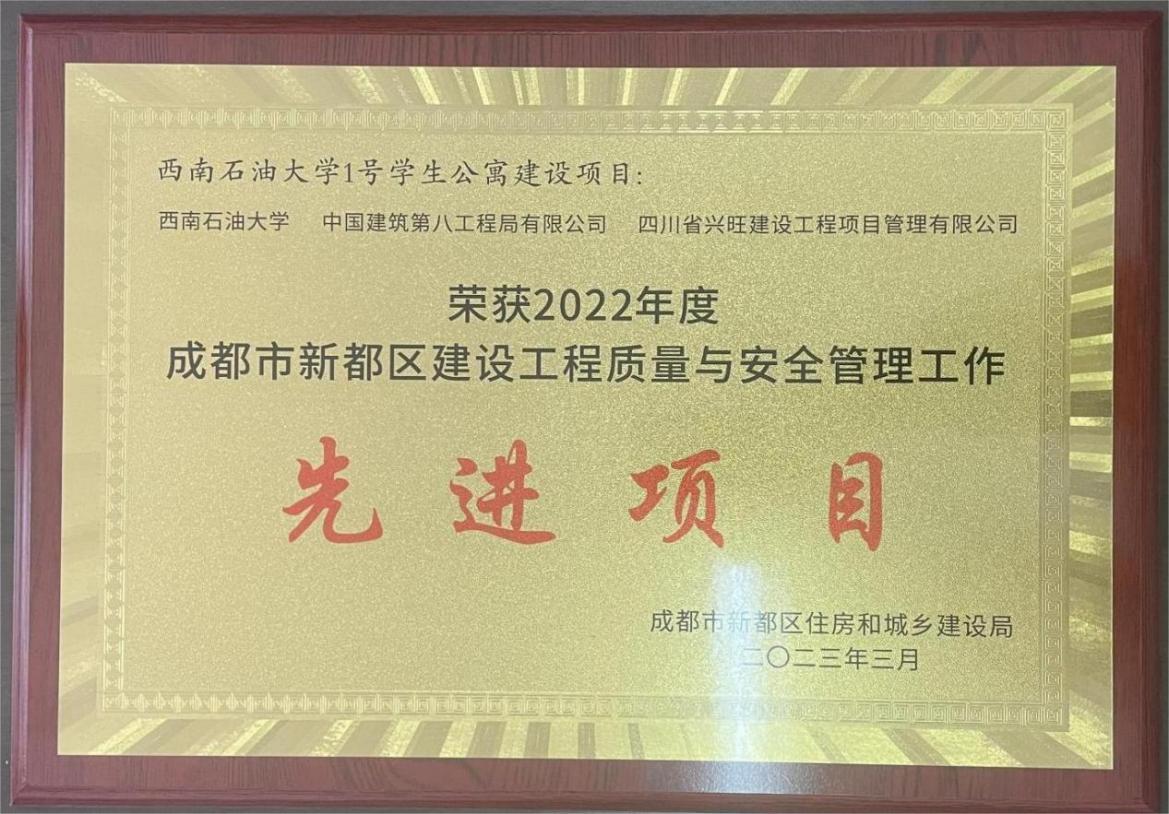 西南石油大学1号学生公寓建设项目:
西南石油大学 中国建筑第八工程局有限公司 四川省兴旺建设工程项目管理有限公司
荣获2022年度
成都市新都区建设工程质量与安全管理工作
先进项目
成都市新都区住房和城乡建设局
二〇二三年三月